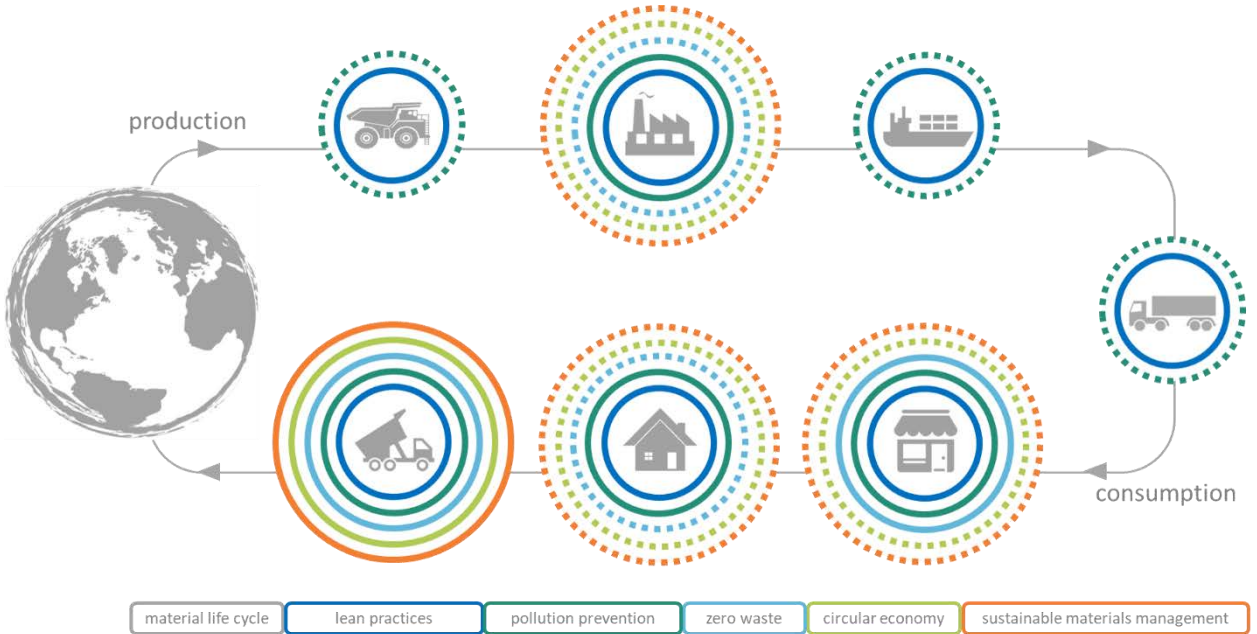 production
consumption
material life cycle
lean practices
pollution prevention
zero waste
circular economy
sustainable materials management